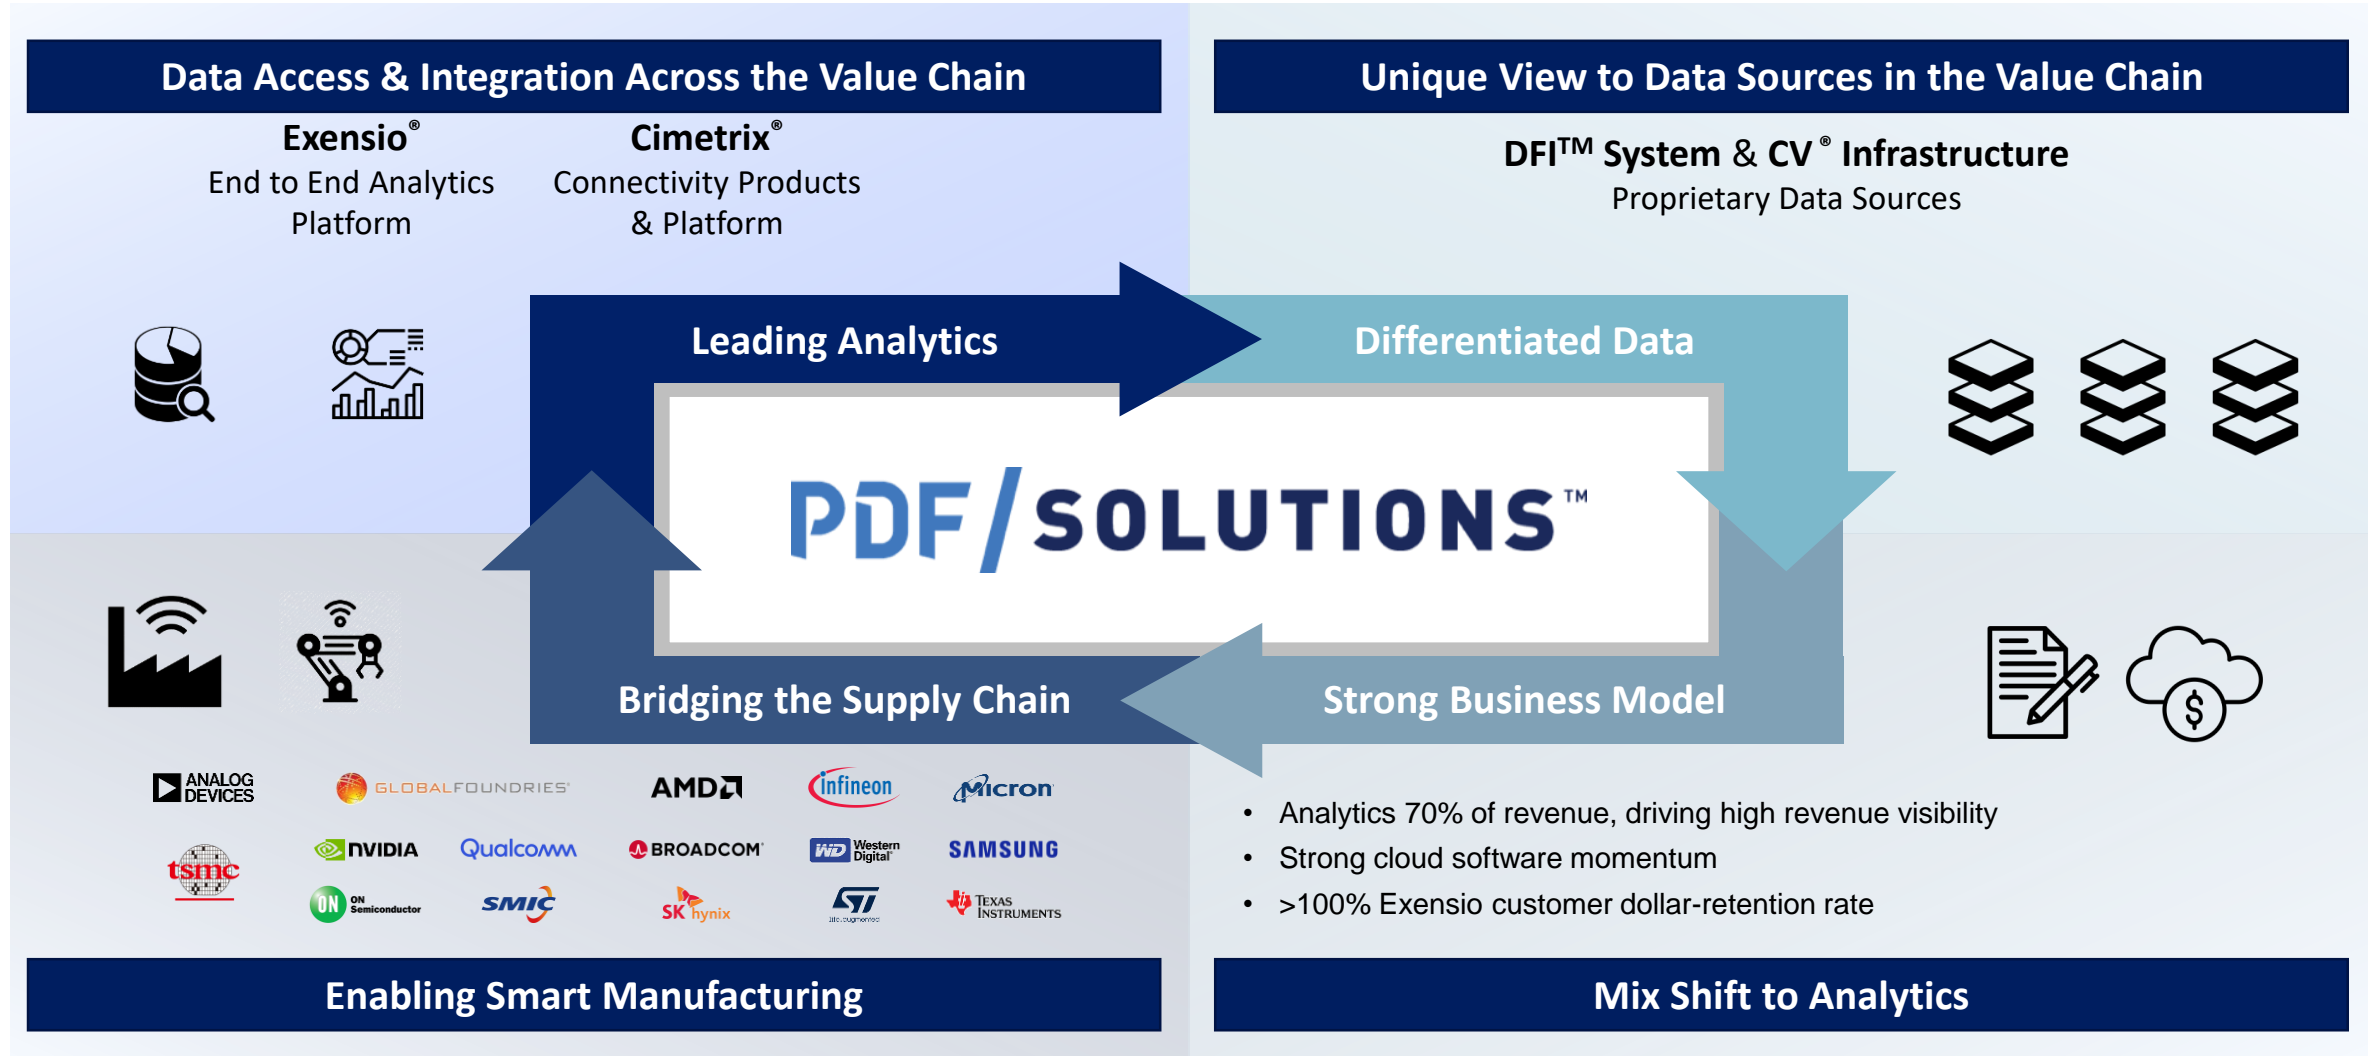 Data Access & Integration Across the Value Chain
Exensio®
End to End Analytics
Platform
Cimetrix®
Connectivity Products
& Platform
Unique View to Data Sources in the Value Chain
DFI™ System & CV® Infrastructure
Proprietary Data Sources
Leading Analytics
Differentiated Data
PDF/SOLUTIONS™
Bridging the Supply Chain
Strong Business Model
ANALOG
DEVICES
GLOBALFOUNDRIES®
AMD
infineon
Micron
tsmc
NVIDIA
Qualcomm
BROADCOM®
WD Western
Digital®
SAMSUNG
ON ON
Semiconductor
SMIC
SK hynix
ST
life.augmented
TEXAS
INSTRUMENTS
• Analytics 70% of revenue, driving high revenue visibility
• Strong cloud software momentum
• >100% Exensio customer dollar-retention rate
$
Enabling Smart Manufacturing
Mix Shift to Analytics